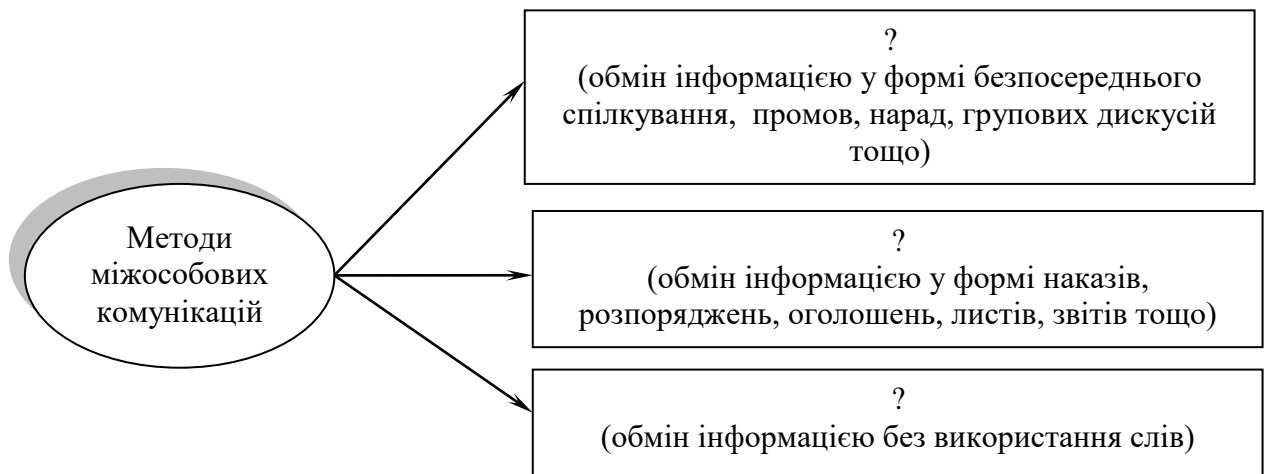 ?
(обмін інформацією у формі безпосереднього
спілкування, промов, нарад, групових дискусій
тощо)
Методи
міжособових
комунікацій
?
(обмін інформацією у формі наказів,
розпоряджень, оголошень, листів, звітів тощо)
?
(обмін інформацією без використання слів)